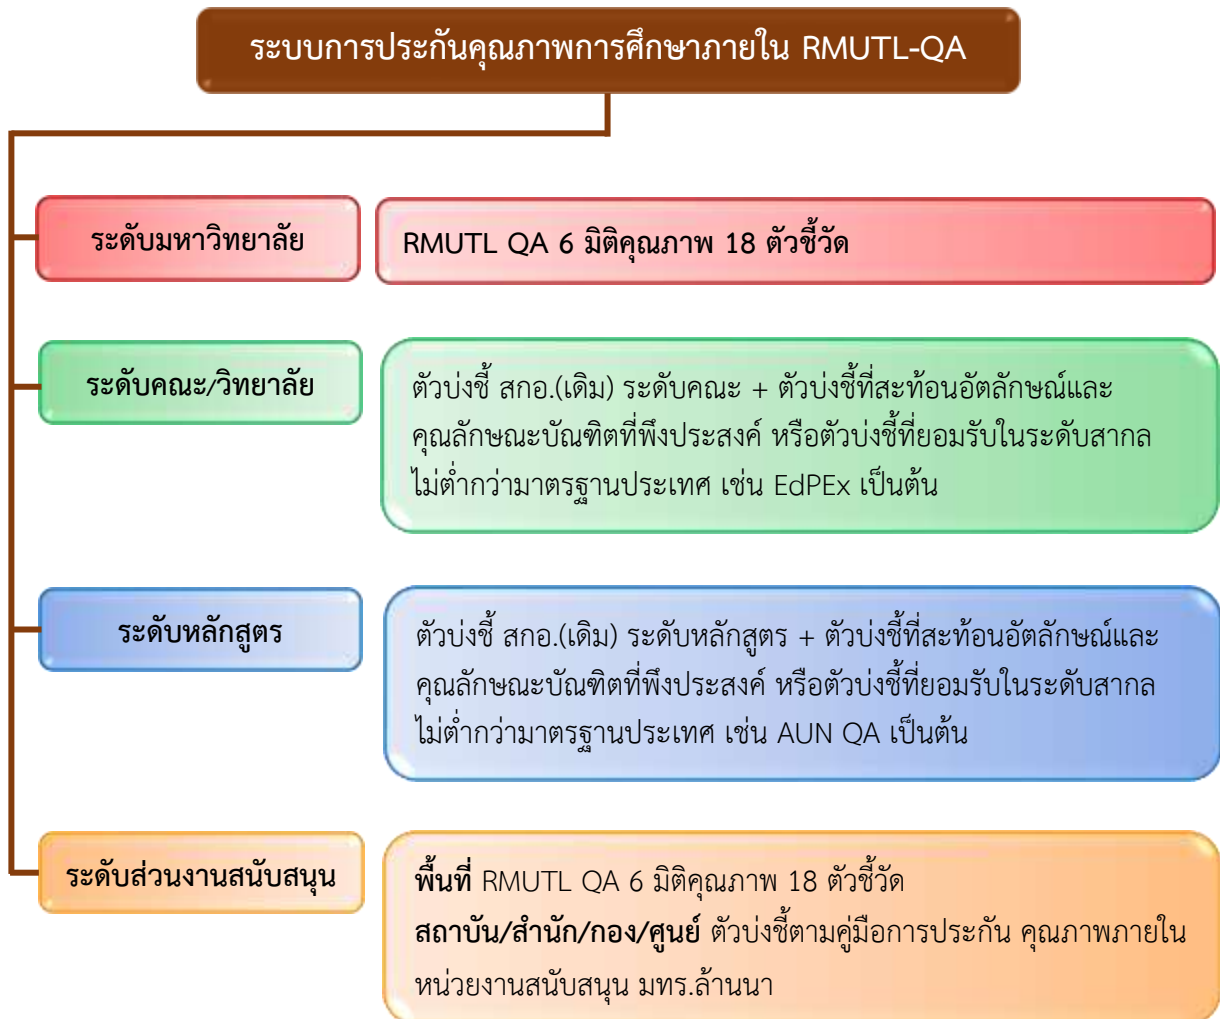 ระบบการประกันคุณภาพการศึกษาภายใน RMUTL-QA
ระดับมหาวิทยาลัย
RMUTL QA 6 มิติคุณภาพ 18 ตัวชี้วัด
ระดับคณะ/วิทยาลัย
ตัวบ่งชี้ สกอ.(เดิม) ระดับคณะ + ตัวบ่งชี้ที่สะท้อนอัตลักษณ์และ
คุณลักษณะบัณฑิตที่พึงประสงค์ หรือตัวบ่งชี้ที่ยอมรับในระดับสากล
ไม่ต่ำกว่ามาตรฐานประเทศ เช่น EdPEx เป็นต้น
ระดับหลักสูตร
ตัวบ่งชี้ สกอ.(เดิม) ระดับหลักสูตร + ตัวบ่งชี้ที่สะท้อนอัตลักษณ์และ
คุณลักษณะบัณฑิตที่พึงประสงค์ หรือตัวบ่งชี้ที่ยอมรับในระดับสากล
ไม่ต่ำกว่ามาตรฐานประเทศ เช่น AUN QA เป็นต้น
ระดับส่วนงานสนับสนุน
พื้นที่ RMUTL QA 6 มิติคุณภาพ 18 ตัวชี้วัด
สถาบัน/สำนัก/กอง/ศูนย์ ตัวบ่งชี้ตามคู่มือการประกัน คุณภาพภายใน
หน่วยงานสนับสนุน มทร.ล้านนา